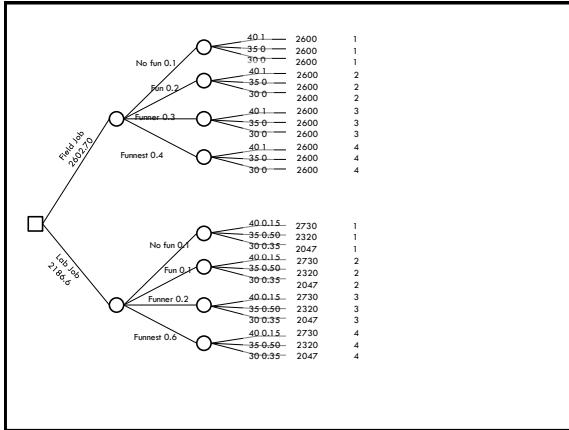 40 1 2600 1
35 0 2600 1
30 0 2600 1
No fun 0.1
40 1 2600 2
35 0 2600 2
30 0 2600 2
Fun 0.2
40 1 2600 3
35 0 2600 3
30 0 2600 3
Funner 0.3
40 1 2600 4
35 0 2600 4
30 0 2600 4
Funnest 0.4
Field Job
2602.70
Lab Job
2186.6
40 0.15 2730 1
35 0.50 2320 1
30 0.35 2047 1
No fun 0.1
40 0.15 2730 2
35 0.50 2320 2
30 0.35 2047 2
Fun 0.1
40 0.15 2730 3
35 0.50 2320 3
30 0.35 2047 3
Funner 0.2
40 0.15 2730 4
35 0.50 2320 4
30 0.35 2047 4
Funnest 0.6